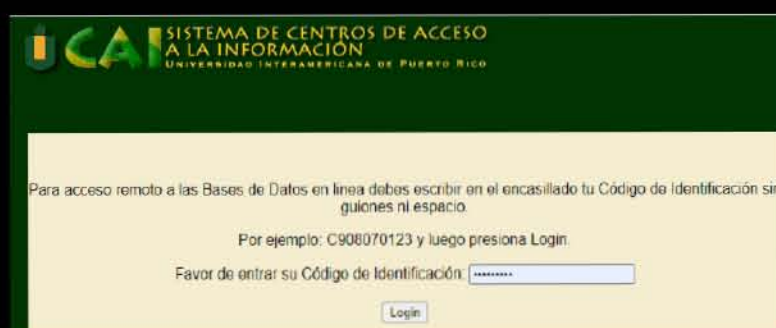 CAI SISTEMA DE CENTROS DE ACCESO
A LA INFORMACIÓN
UNIVERSIDAD INTERAMERICANA DE PUERTO RICO
Para acceso remoto a las Bases de Datos en linea debes escribir en el encasillado tu Código de Identificación sin
guiones ni espacio.
Por ejemplo: C908070123 y luego presiona Login.
Favor de entrar su Código de Identificación: •••••••••
Login